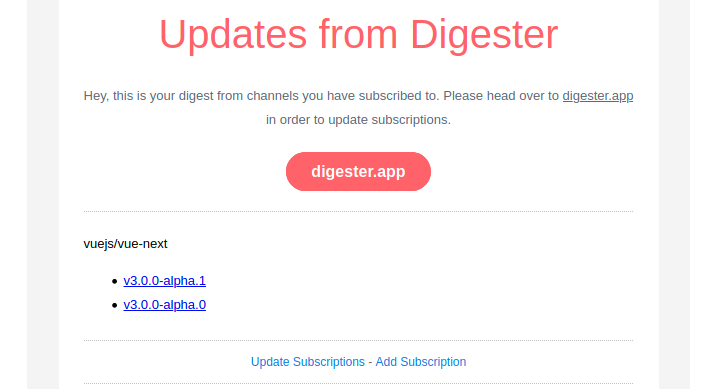 Updates from Digester
Hey, this is your digest from channels you have subscribed to. Please head over to digester.app
in order to update subscriptions.
digester.app
vuejs/vue-next
v3.0.0-alpha.1
v3.0.0-alpha.0
Update Subscriptions - Add Subscription